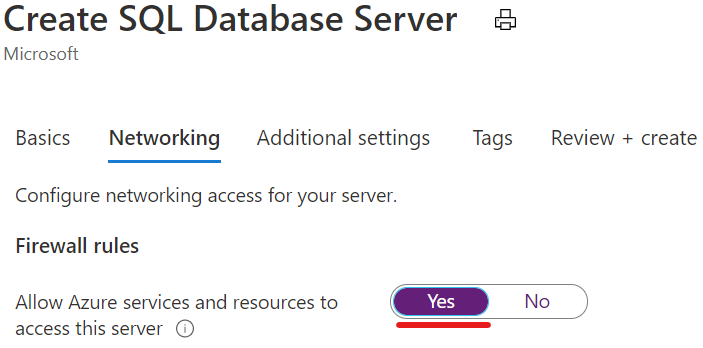 Create SQL Database Server
Microsoft
Basics Networking Additional settings Tags Review + create
Configure networking access for your server.
Firewall rules
Allow Azure services and resources to
access this server
Yes No